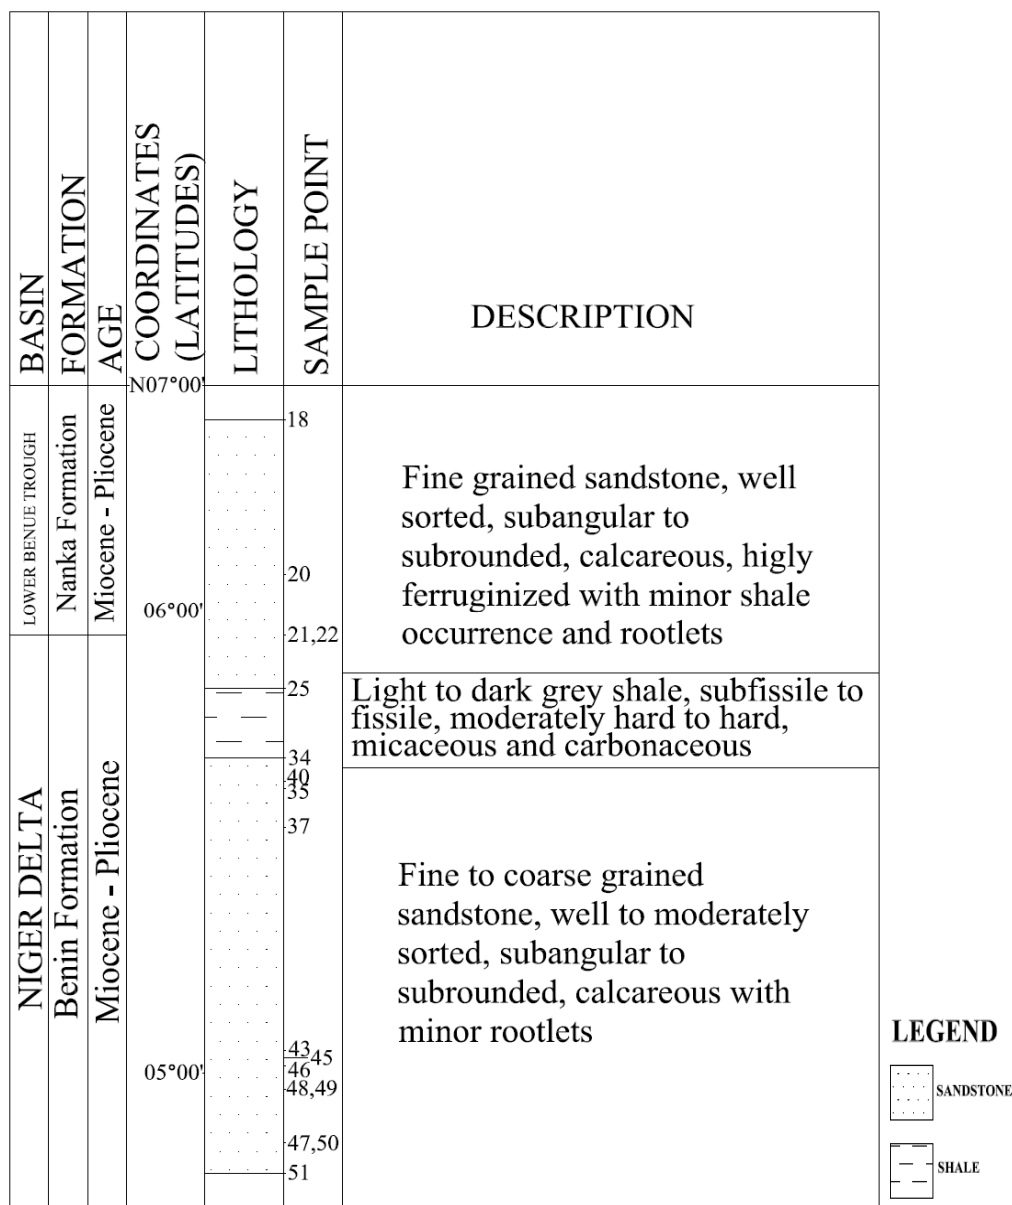 BASIN
FORMATION
AGE
COORDINATES
(LATITUDES)
LITHOLOGY
SAMPLE POINT
DESCRIPTION
N07°00'
LOWER BENUE TROUGH
Nanka Formation
Miocene - Pliocene
18
20
06°00'
21,22
Fine grained sandstone, well
sorted, subangular to
subrounded, calcareous, higly
ferruginized with minor shale
occurrence and rootlets
25
Light to dark grey shale, subfissile to
fissile, moderately hard to hard,
micaceous and carbonaceous
34
NIGER DELTA
Benin Formation
Miocene - Pliocene
40
35
37
Fine to coarse grained
sandstone, well to moderately
sorted, subangular to
subrounded, calcareous with
minor rootlets
43
45
46
05°00'
48,49
47,50
51
LEGEND
SANDSTONE
SHALE